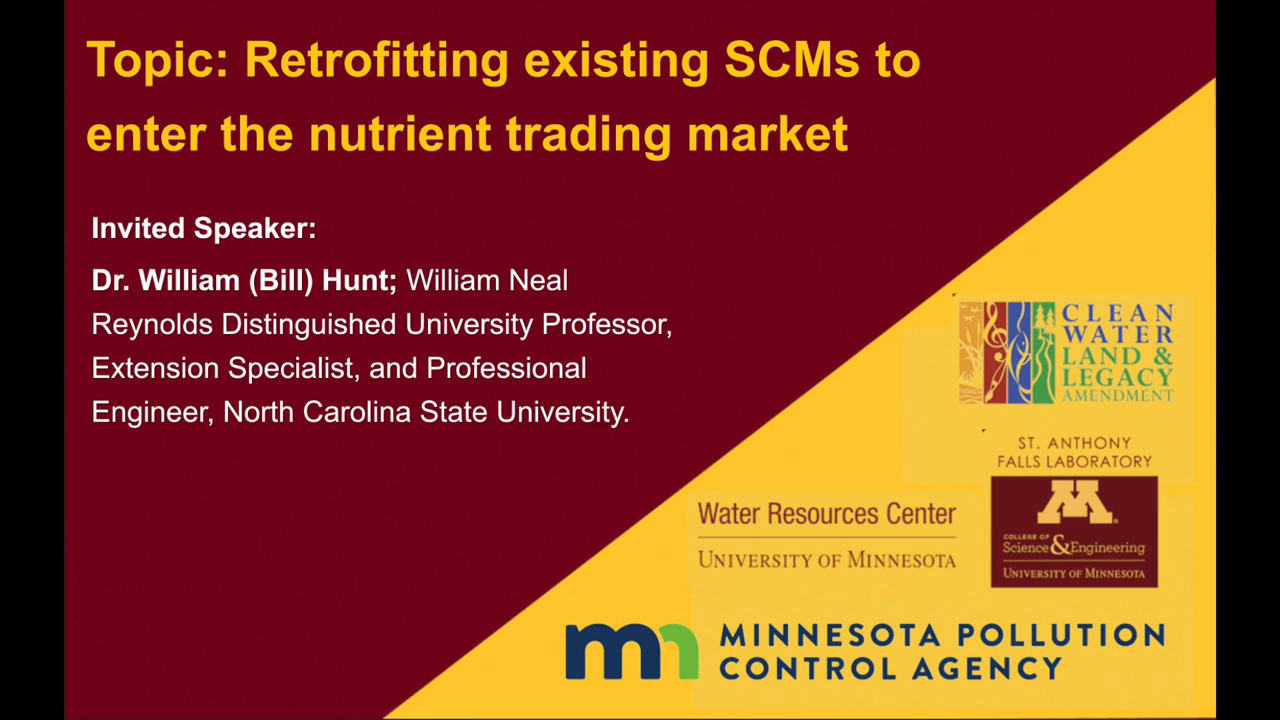 Topic: Retrofitting existing SCMs to
enter the nutrient trading market
Invited Speaker:
Dr. William (Bill) Hunt; William Neal
Reynolds Distinguished University Professor,
Extension Specialist, and Professional
Engineer, North Carolina State University.
CLEAN
WATER
LAND &
LEGACY
AMENDMENT
ST. ANTHONY
FALLS LABORATORY
M
COLLEGE OF
Science & Engineering
UNIVERSITY OF MINNESOTA
Water Resources Center
UNIVERSITY OF MINNESOTA
mn
MINNESOTA POLLUTION
CONTROL AGENCY